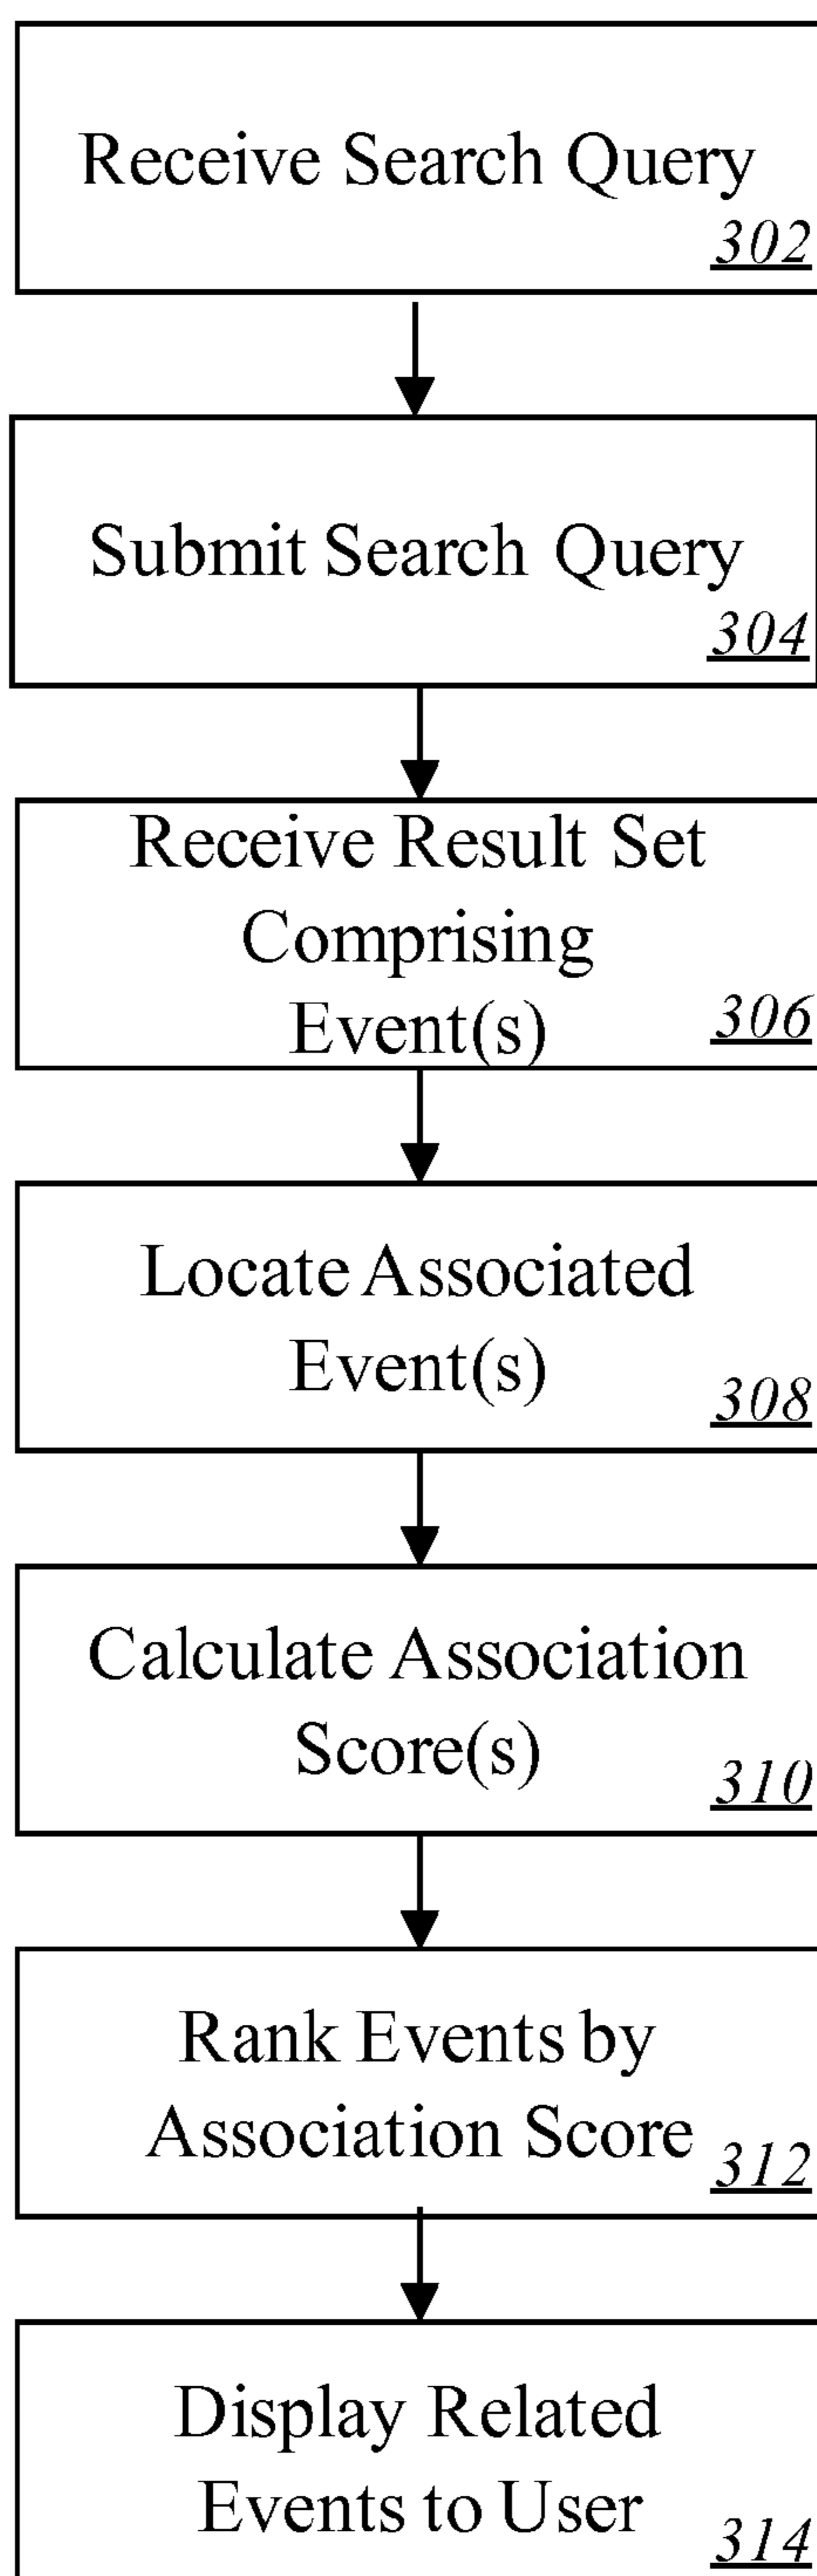 Receive Search Query
302
Submit Search Query
304
Receive Result Set
Comprising
Event(s)
306
Locate Associated
Event(s)
308
Calculate Association
Score(s)
310
Rank Events by
Association Score
312
Display Related
Events to User
314